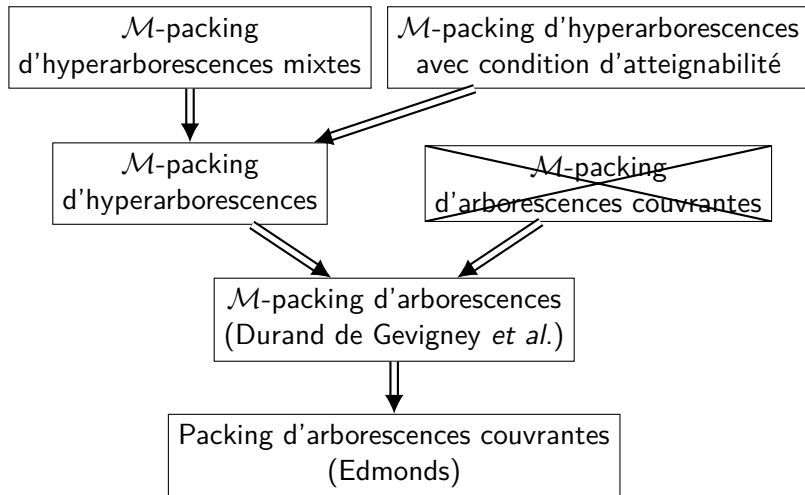 ℳ-packing
d'hyperarborescences mixtes
ℳ-packing d'hyperarborescences
avec condition d'atteignabilité
ℳ-packing
d'hyperarborescences
ℳ-packing
d'arborescences couvrantes
ℳ-packing d'arborescences
(Durand de Gevigney et al.)
Packing d'arborescences couvrantes
(Edmonds)